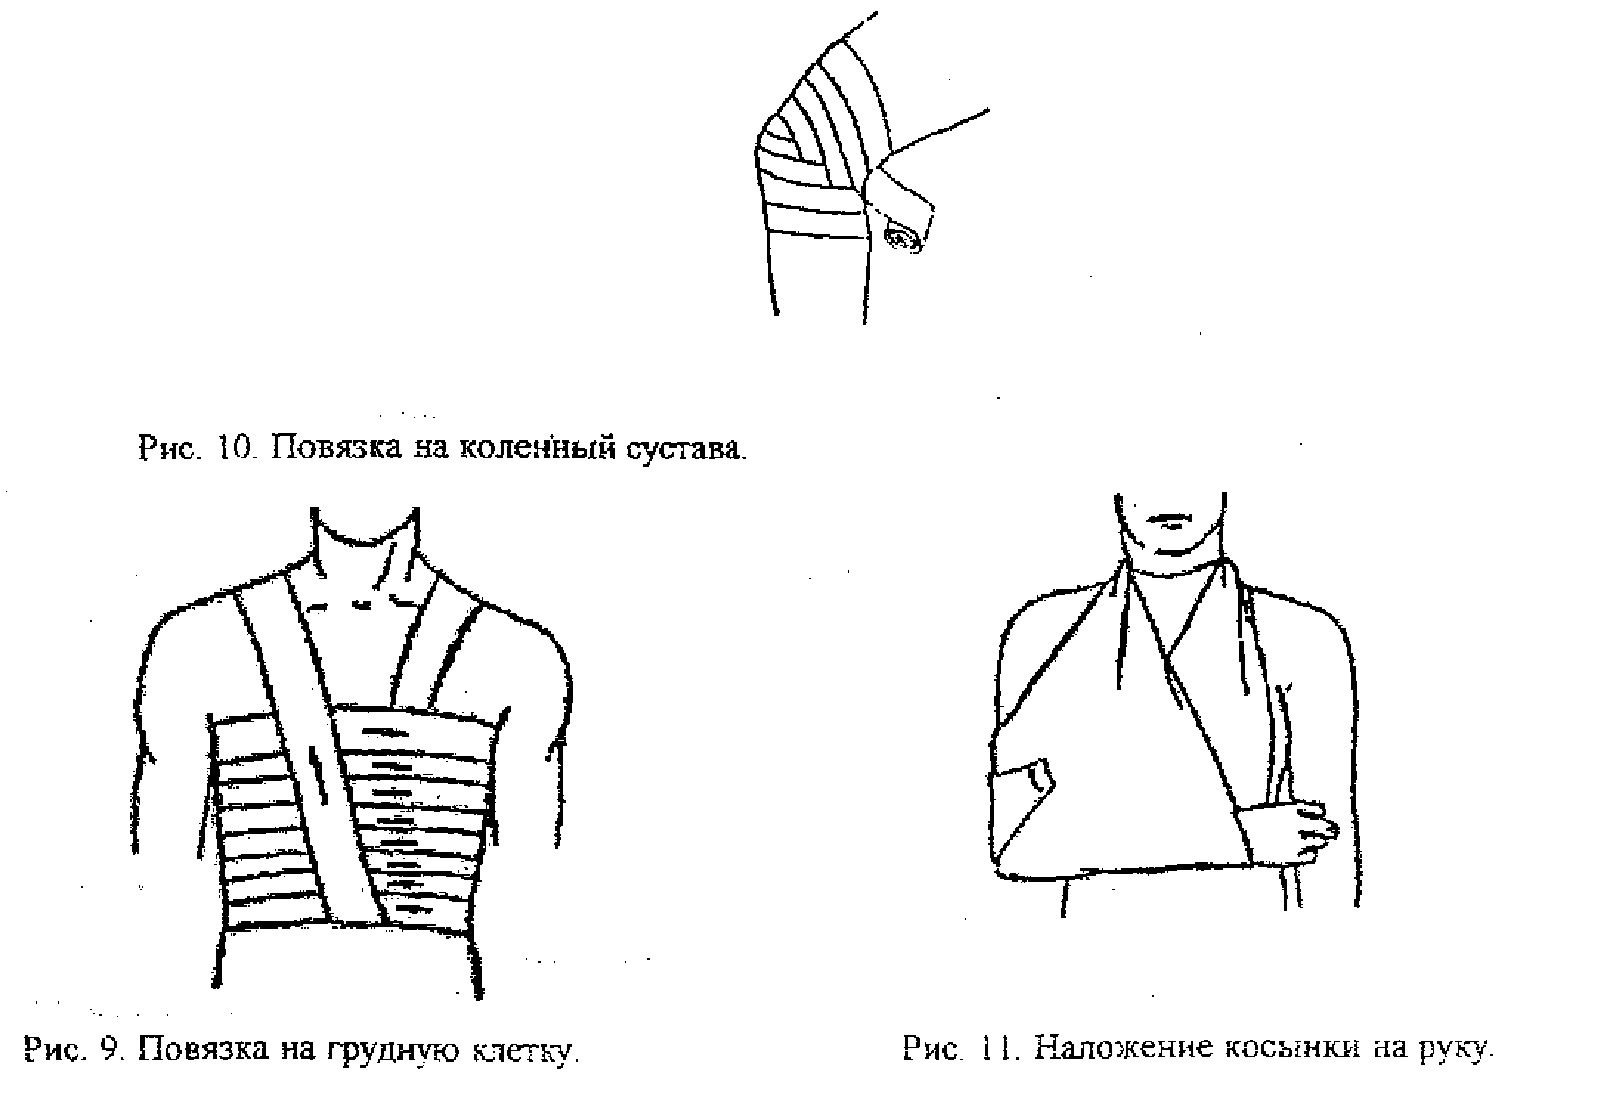 Рис. 10. Повязка на коленный сустава.
Рис. 9. Повязка на грудную клетку.
Рис. 11. Наложение косынки на руку.